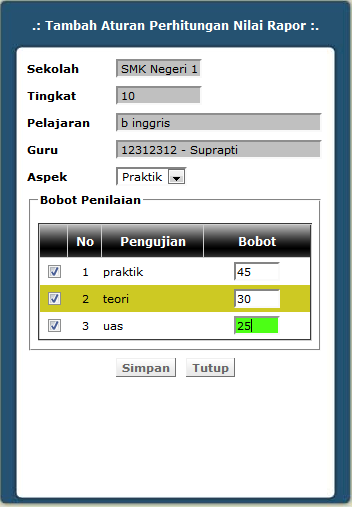 .: Tambah Aturan Perhitungan Nilai Rapor :.
Sekolah SMK Negeri 1
Tingkat 10
Pelajaran b inggris
Guru 12312312 - Suprapti
Aspek Praktik
Bobot Penilaian
No Pengujian Bobot
1 praktik 45
2 teori 30
3 uas 25
Simpan Tutup